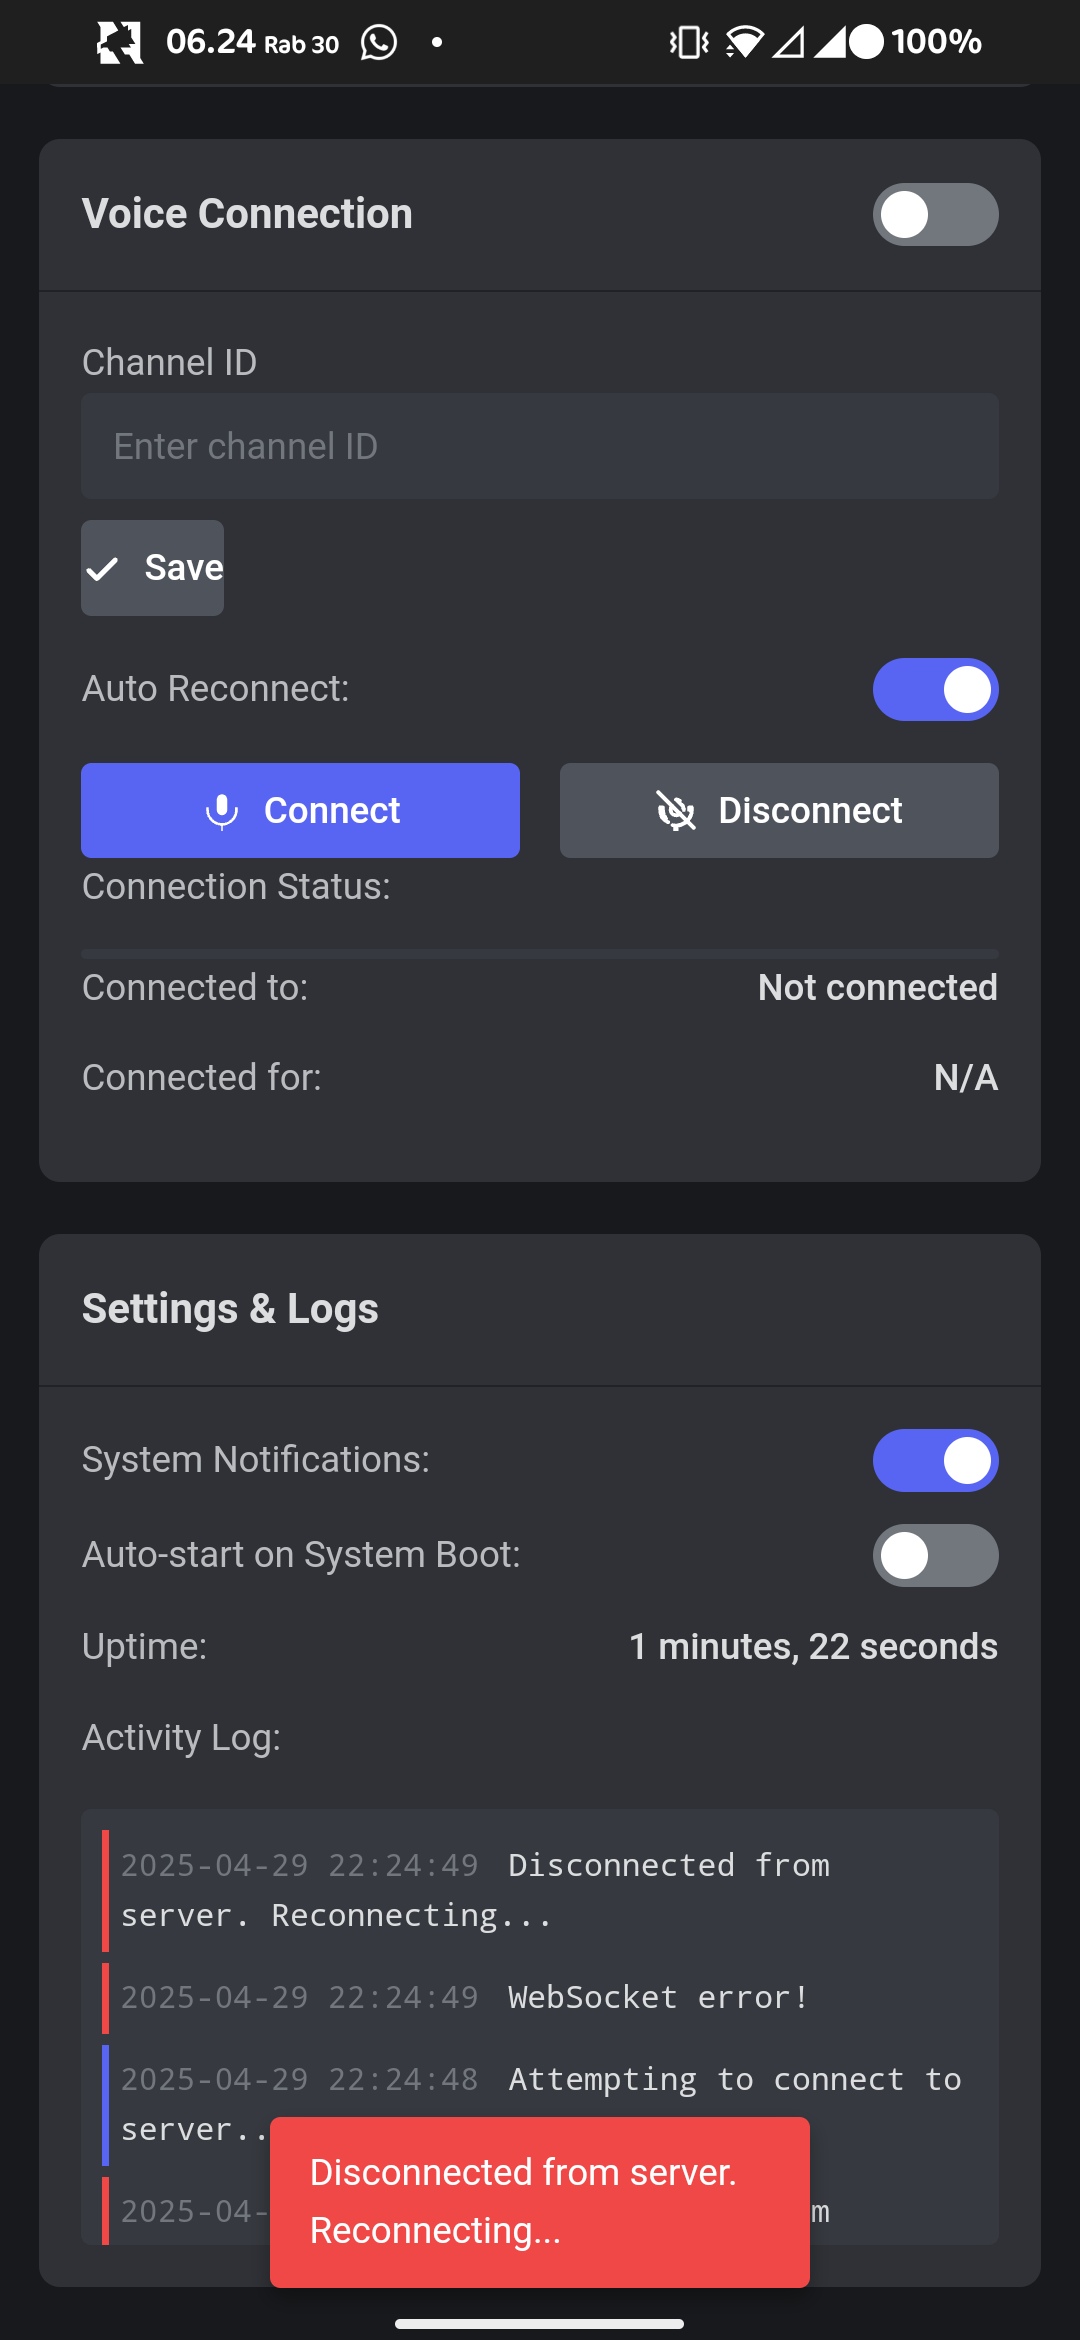 06.24 Rab 30
100%
Voice Connection
Channel ID
Enter channel ID
Save
Auto Reconnect:
Connect
Disconnect
Connection Status:
Connected to:
Not connected
Connected for:
N/A
Settings & Logs
System Notifications:
Auto-start on System Boot:
Uptime:
1 minutes, 22 seconds
Activity Log:
2025-04-29 22:24:49 Disconnected from
server. Reconnecting...
2025-04-29 22:24:49 WebSocket error!
2025-04-29 22:24:48 Attempting to connect to
server..
2025-04-
m
Disconnected from server.
Reconnecting...